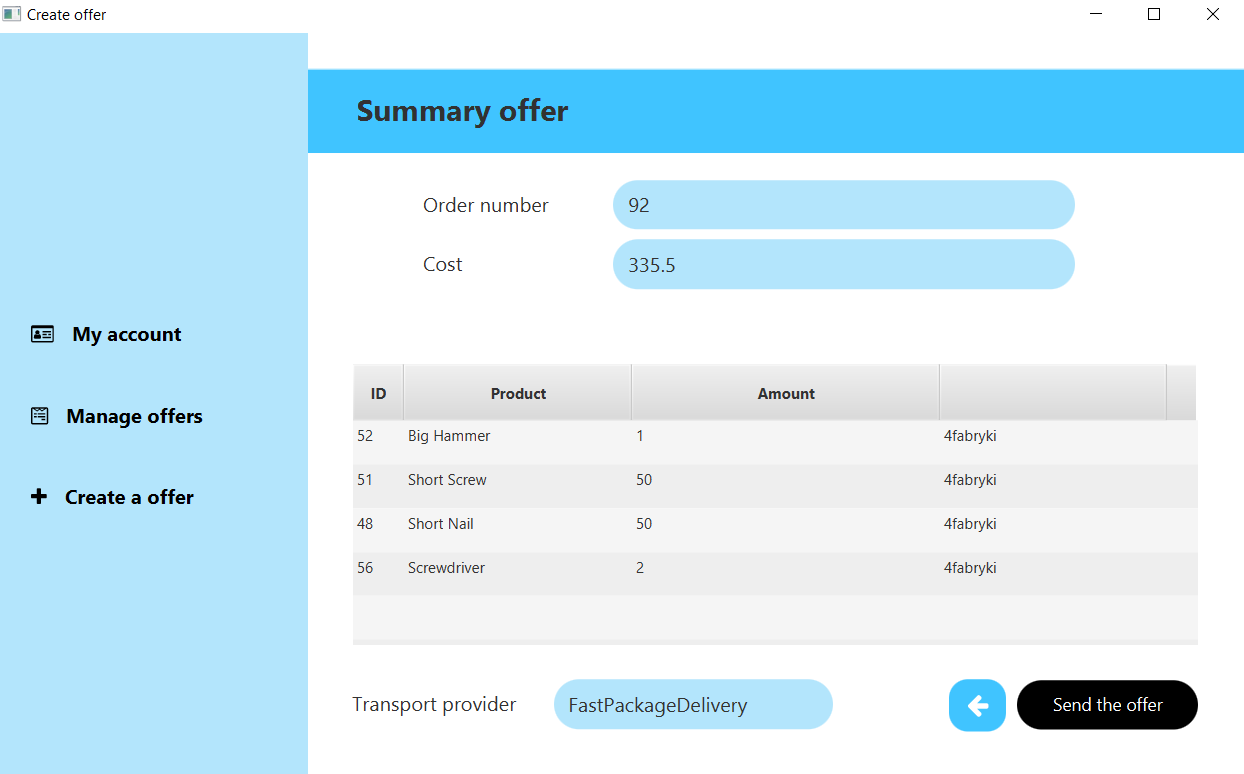 Create offer
Summary offer
Order number 92
Cost 335.5
My account
Manage offers
Create a offer
ID Product Amount
52 Big Hammer 1 4fabryki
51 Short Screw 50 4fabryki
48 Short Nail 50 4fabryki
56 Screwdriver 2 4fabryki
Transport provider FastPackageDelivery Send the offer